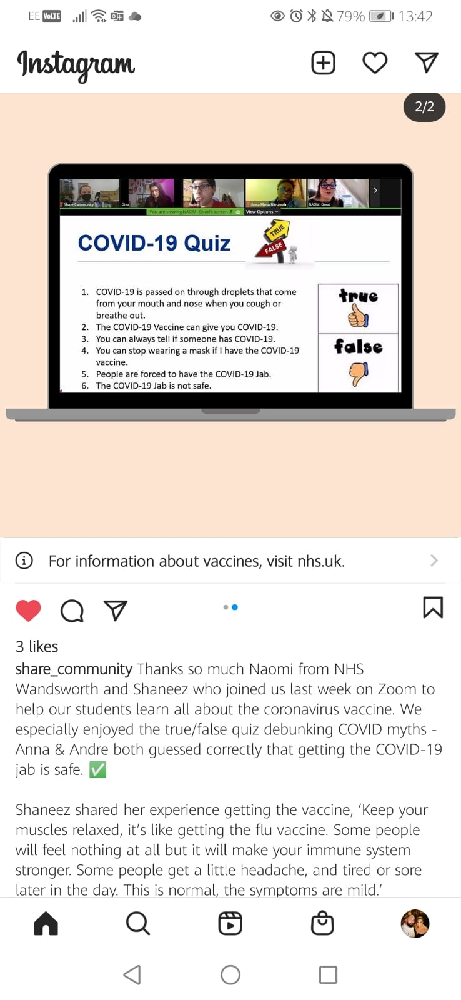 EE VoLTE 79% 13:42
Instagram
2/2
Share Community Gina Andre Anna Maria Nkrumah NAOMI Good
You are viewing NAOMI Good's screen View Options
TRUE
FALSE
COVID-19 Quiz
1. COVID-19 is passed on through droplets that come
from your mouth and nose when you cough or
breathe out.
2. The COVID-19 Vaccine can give you COVID-19.
3. You can always tell if someone has COVID-19.
4. You can stop wearing a mask if I have the COVID-19
vaccine.
5. People are forced to have the COVID-19 Jab.
6. The COVID-19 Jab is not safe.
true
false
For information about vaccines, visit nhs.uk.
3 likes
share_community Thanks so much Naomi from NHS
Wandsworth and Shaneez who joined us last week on Zoom to
help our students learn all about the coronavirus vaccine. We
especially enjoyed the true/false quiz debunking COVID myths -
Anna & Andre both guessed correctly that getting the COVID-19
jab is safe. ✅
Shaneez shared her experience getting the vaccine, ‘Keep your
muscles relaxed, it’s like getting the flu vaccine. Some people
will feel nothing at all but it will make your immune system
stronger. Some people get a little headache, and tired or sore
later in the day. This is normal, the symptoms are mild.’